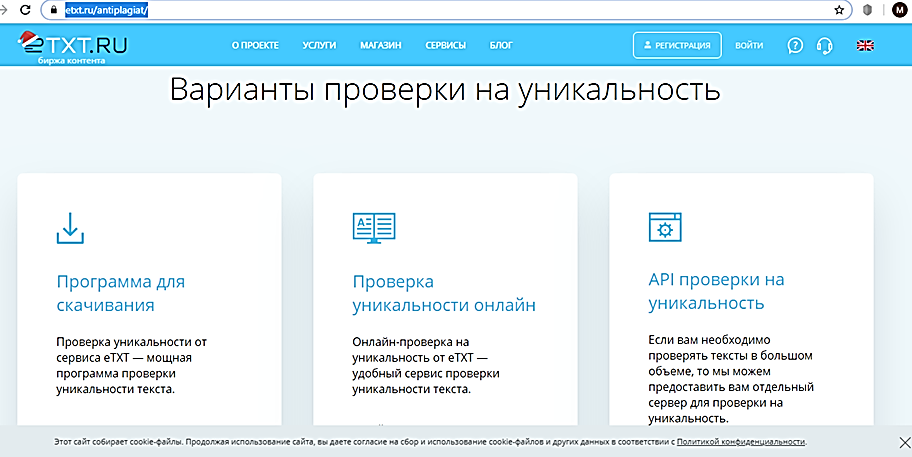 etxt.ru/antiplagiat/
M
eTXT.RU
биржа контента
О ПРОЕКТЕ УСЛУГИ МАГАЗИН СЕРВИСЫ БЛОГ РЕГИСТРАЦИЯ ВОЙТИ ?
Варианты проверки на уникальность
Программа для
скачивания
Проверка уникальности от
сервиса eTXT — мощная
программа проверки
уникальности текста.
A
Проверка
уникальности онлайн
Онлайн-проверка на
уникальность от eTXT —
удобный сервис проверки
уникальности текста.
API проверки на
уникальность
Если вам необходимо
проверять тексты в большом
объеме, то мы можем
предоставить вам отдельный
сервер для проверки на
уникальность.
Этот сайт собирает cookie-файлы. Продолжая использование сайта, вы даете согласие на сбор и использование cookie-файлов и других данных в соответствии с Политикой конфиденциальности.